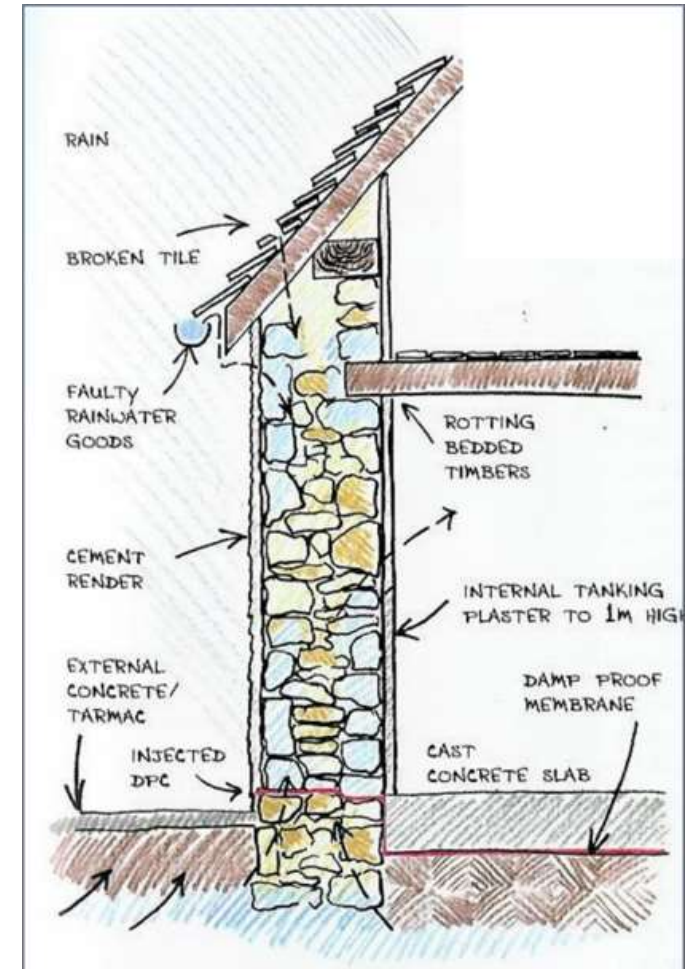 RAIN
BROKEN TILE
FAULTY
RAINWATER
GOODS
ROTTING
BEDDED
TIMBERS
CEMENT
RENDER
INTERNAL TANKING
PLASTER TO 1M HIGH
EXTERNAL
CONCRETE/
TARMAC
DAMP PROOF
MEMBRANE
INJECTED
DPC
CAST
CONCRETE SLAB